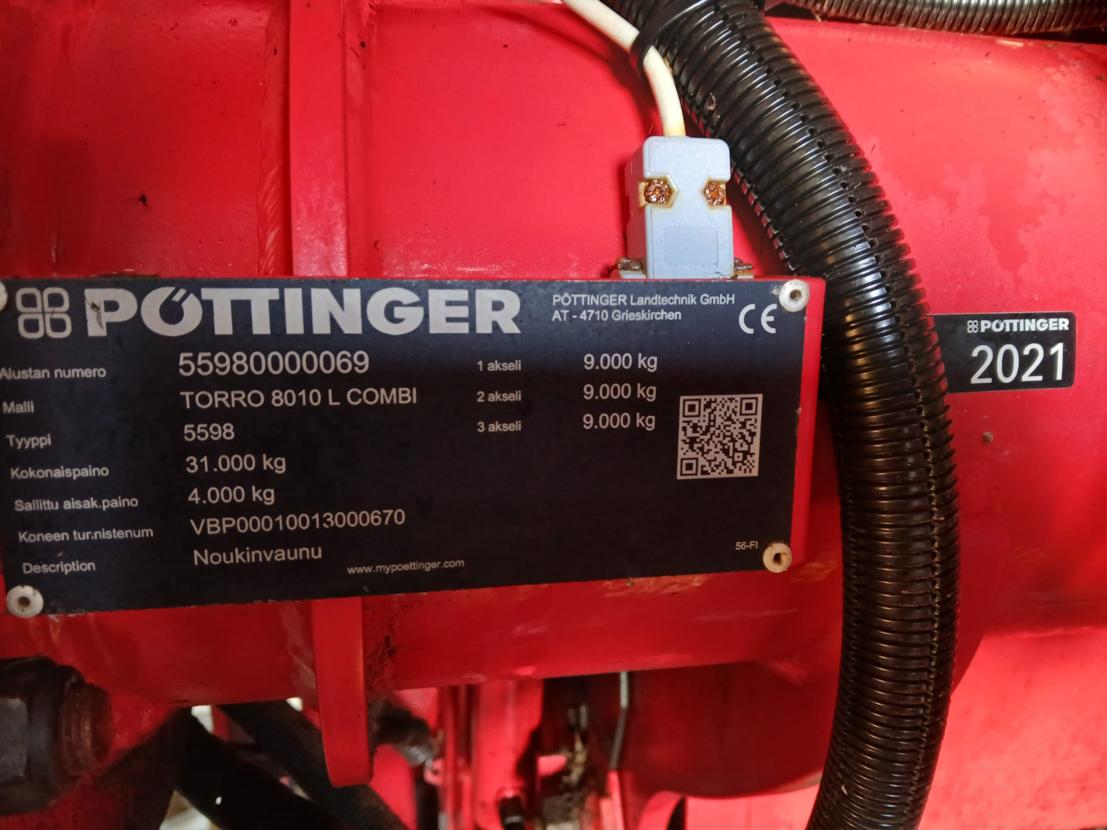 PÖTTINGER
PÖTTINGER Landtechnik GmbH
AT - 4710 Grieskirchen
CE
Alustan numero 55980000069 1 akseli 9.000 kg
Malli TORRO 8010 L COMBI 2 akseli 9.000 kg
Tyyppi 5598 3 akseli 9.000 kg
Kokonaispaino 31.000 kg
Sallittu aisak.paino 4.000 kg
Koneen tur.nistenum VBP00010013000670
Description Noukinvaunu
www.mypoettinger.com
56-FI
PÖTTINGER
2021